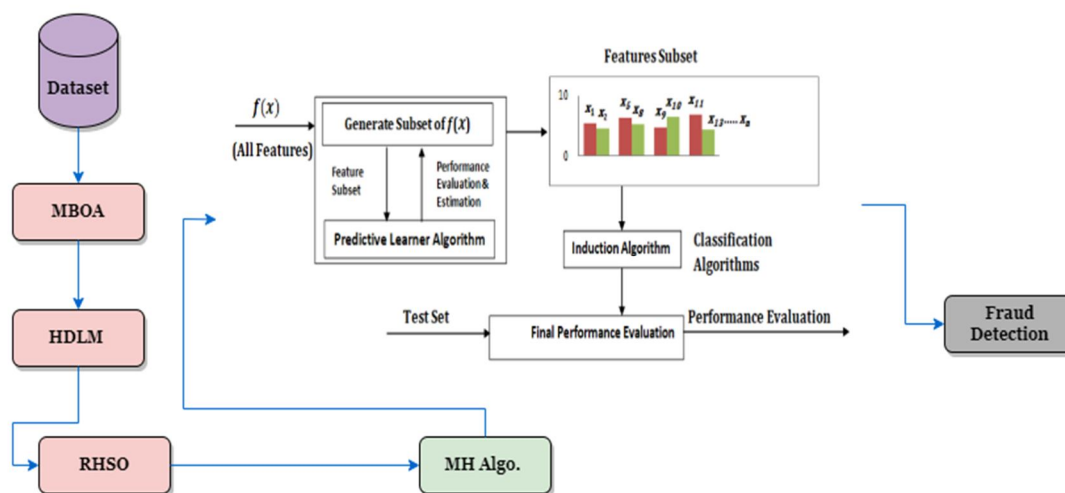 Dataset
MBOA
HDLM
RHSO
MH Algo.
f(x)
(All Features)
Generate Subset of f(x)
Feature
Subset
Performance
Evaluation &
Estimation
Predictive Learner Algorithm
Features Subset
10
0
x1 x2 x5 x8 x9 x10 x11 x12..... xn
Induction Algorithm
Classification
Algorithms
Test Set
Final Performance Evaluation
Performance Evaluation
Fraud
Detection